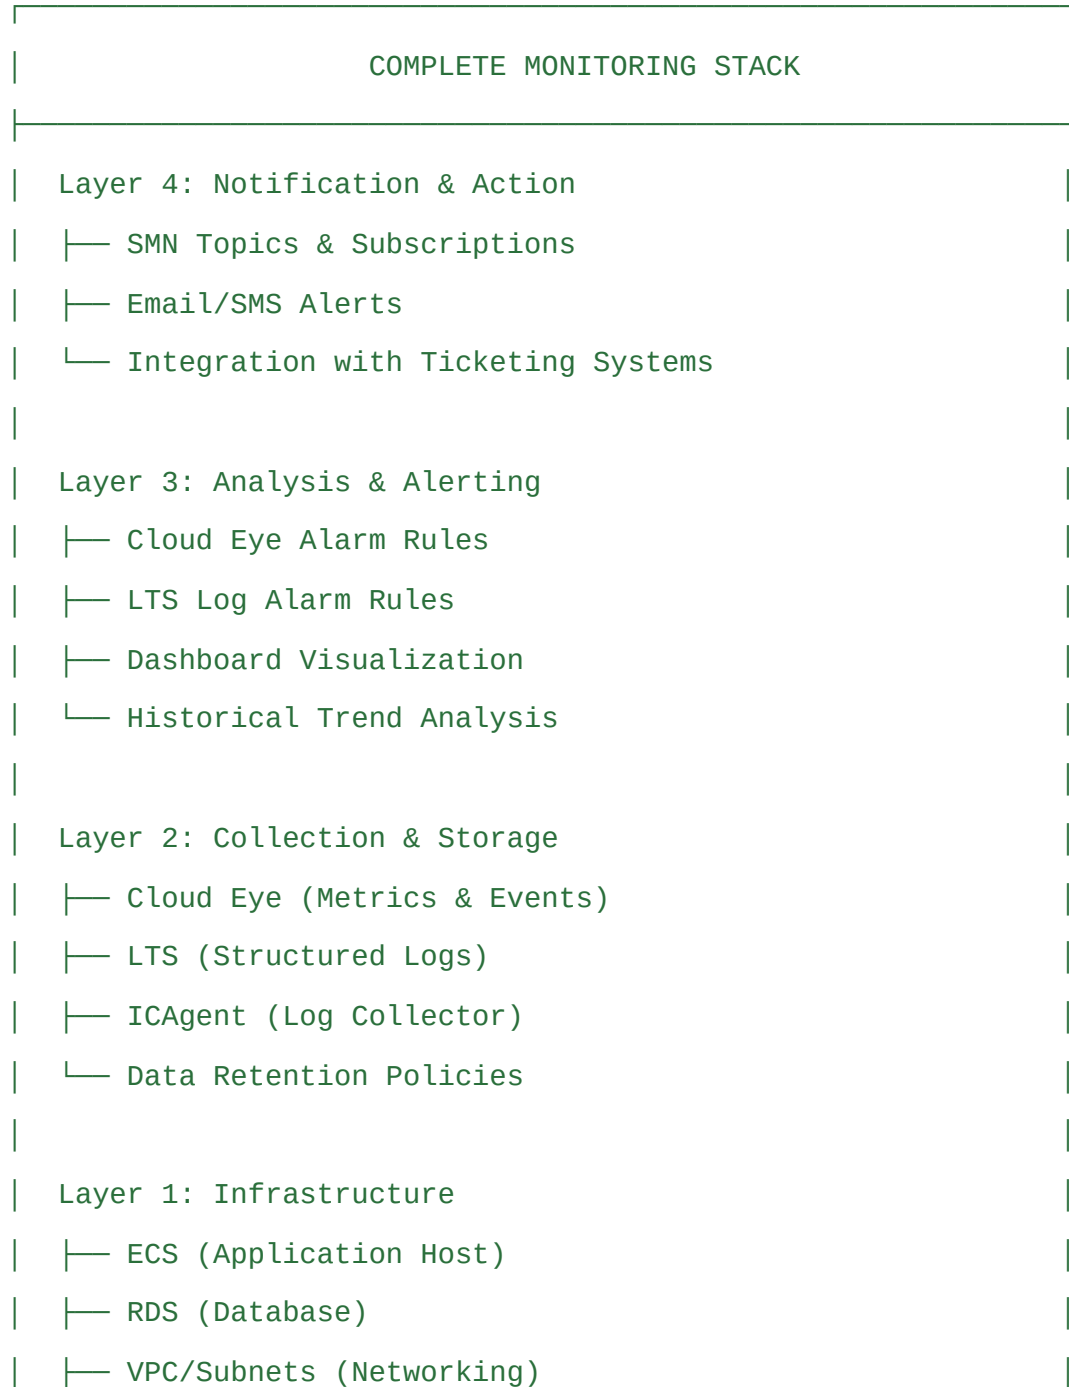 COMPLETE MONITORING STACK
Layer 4: Notification & Action
├── SMN Topics & Subscriptions
├── Email/SMS Alerts
└── Integration with Ticketing Systems
Layer 3: Analysis & Alerting
├── Cloud Eye Alarm Rules
├── LTS Log Alarm Rules
├── Dashboard Visualization
└── Historical Trend Analysis
Layer 2: Collection & Storage
├── Cloud Eye (Metrics & Events)
├── LTS (Structured Logs)
├── ICAgent (Log Collector)
└── Data Retention Policies
Layer 1: Infrastructure
├── ECS (Application Host)
├── RDS (Database)
├── VPC/Subnets (Networking)